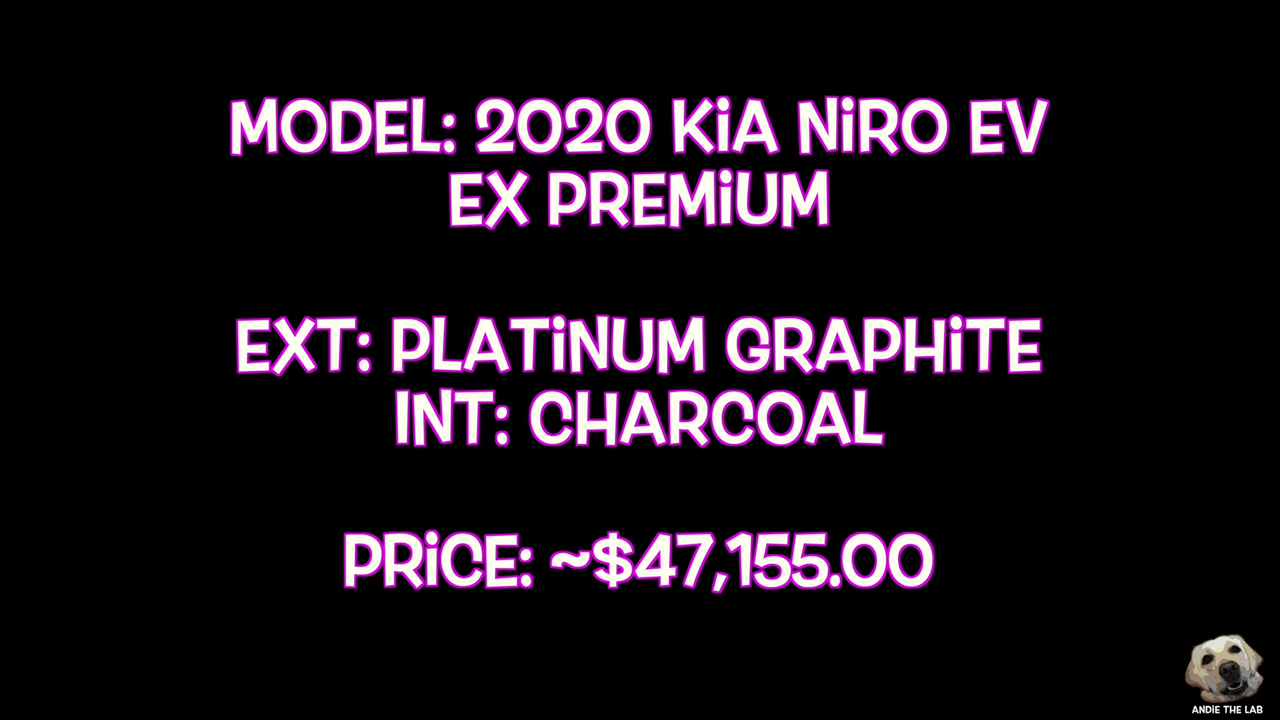 MODEL: 2020 KiA NiRO EV
EX PREMiUM
EXT: PLATiNUM GRAPHiTE
INT: CHARCOAL
PRiCE: ~$47,155.00
ANDiE THE LAB